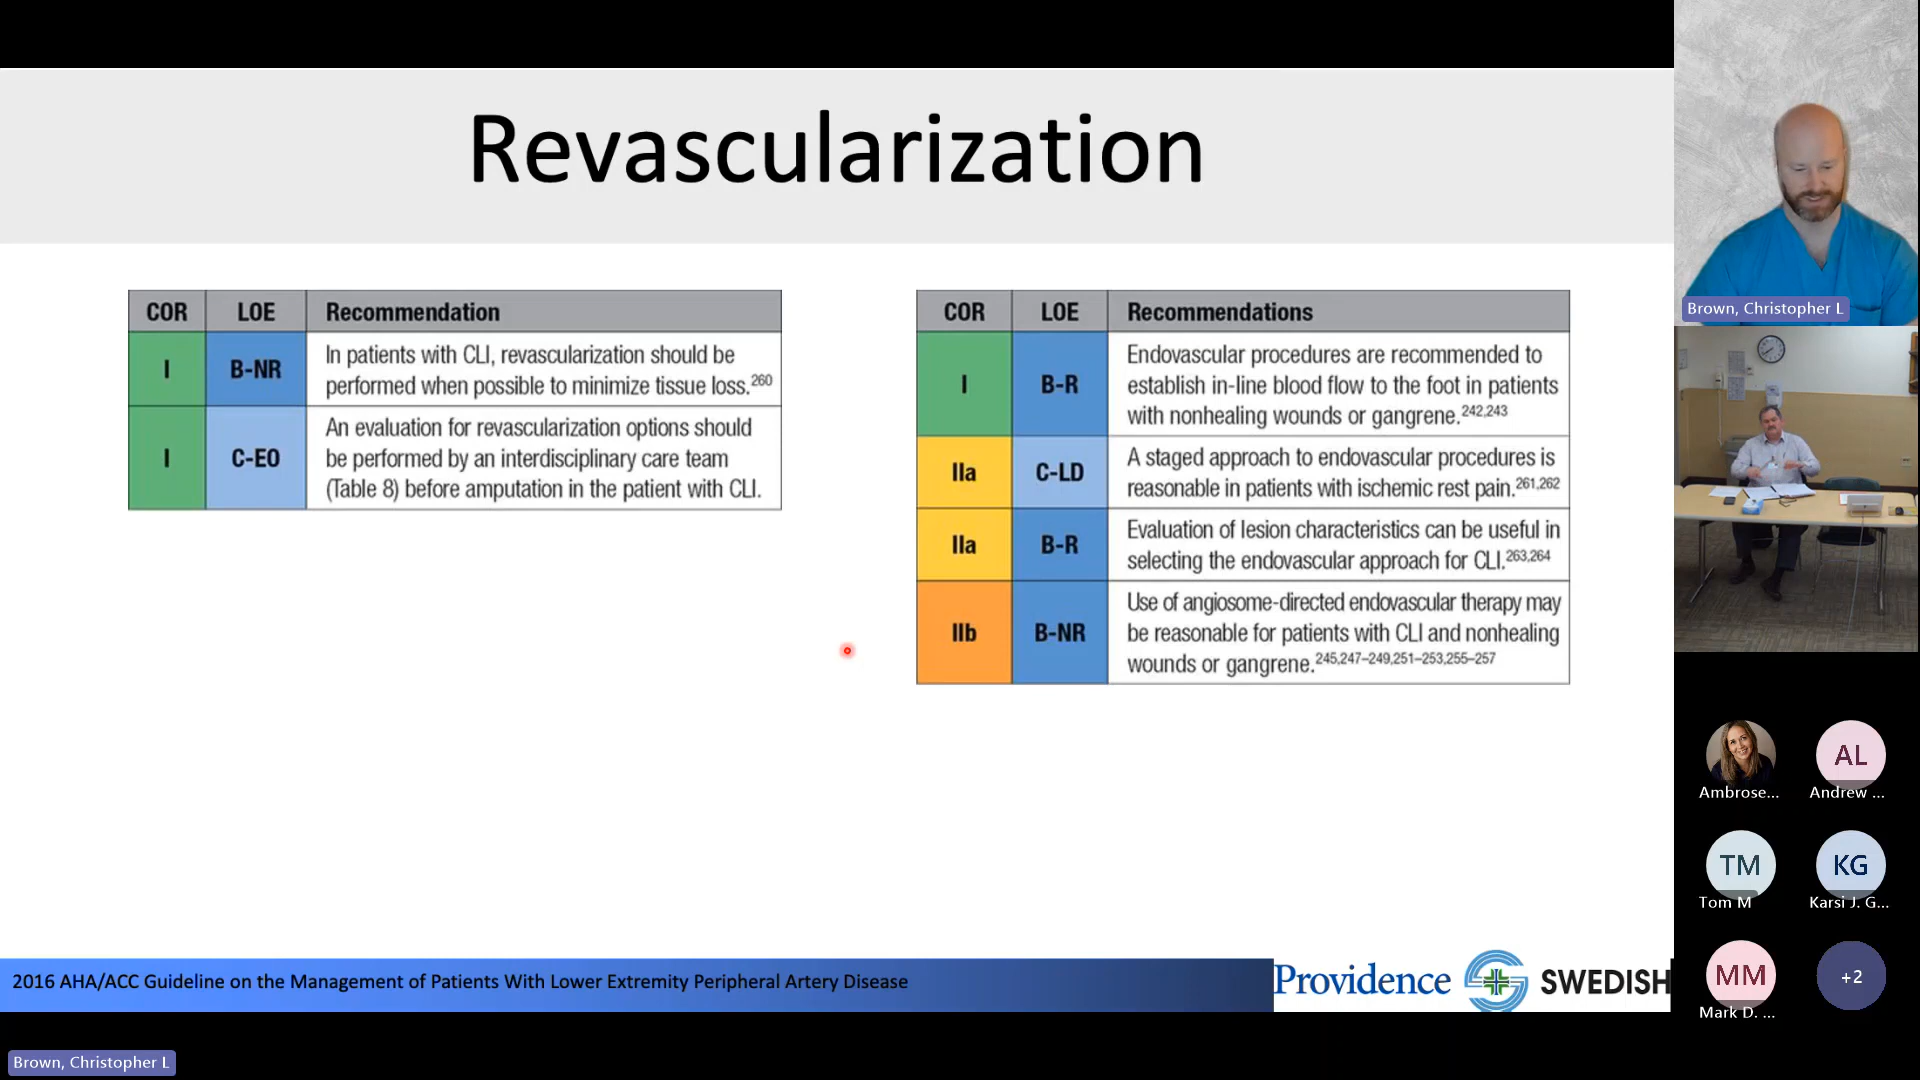 Revascularization
COR LOE Recommendation
I B-NR In patients with CLI, revascularization should be
performed when possible to minimize tissue loss.260
I C-EO An evaluation for revascularization options should
be performed by an interdisciplinary care team
(Table 8) before amputation in the patient with CLI.
COR LOE Recommendations
I B-R Endovascular procedures are recommended to
establish in-line blood flow to the foot in patients
with nonhealing wounds or gangrene.242,243
IIa C-LD A staged approach to endovascular procedures is
reasonable in patients with ischemic rest pain.261,262
IIa B-R Evaluation of lesion characteristics can be useful in
selecting the endovascular approach for CLI.263,264
IIb B-NR Use of angiosome-directed endovascular therapy may
be reasonable for patients with CLI and nonhealing
wounds or gangrene.245,247–249,251–253,255–257
2016 AHA/ACC Guideline on the Management of Patients With Lower Extremity Peripheral Artery Disease
Providence SWEDISH
Brown, Christopher L
Brown, Christopher L
Ambrose...
AL
Andrew ...
TM
Tom M
KG
Karsi J. G...
MM
Mark D. ...
+2